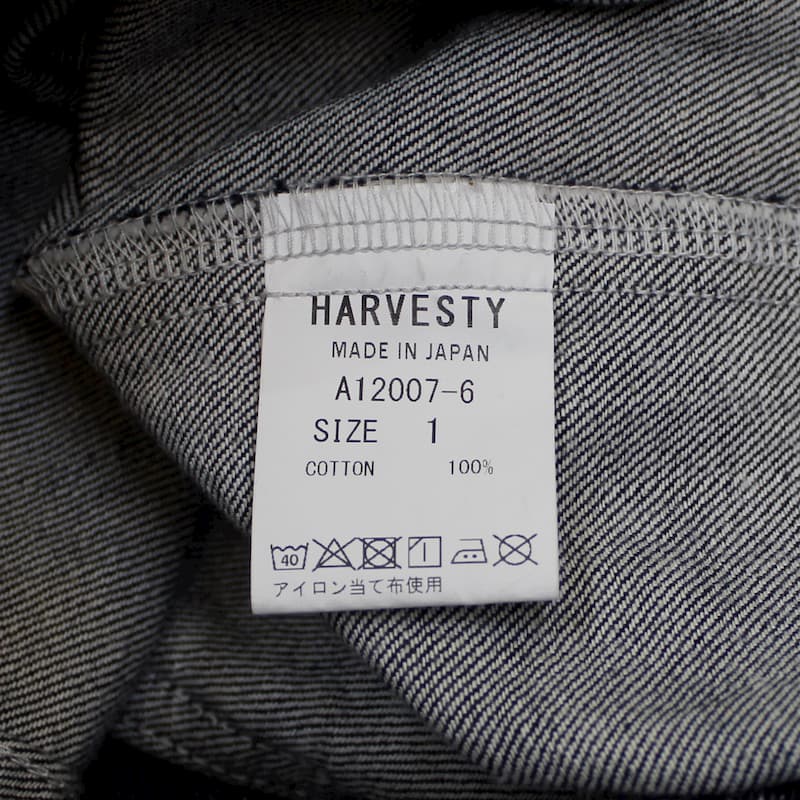 HARVESTY
MADE IN JAPAN
A12007-6
SIZE 1
COTTON 100%
40
アイロン当て布使用